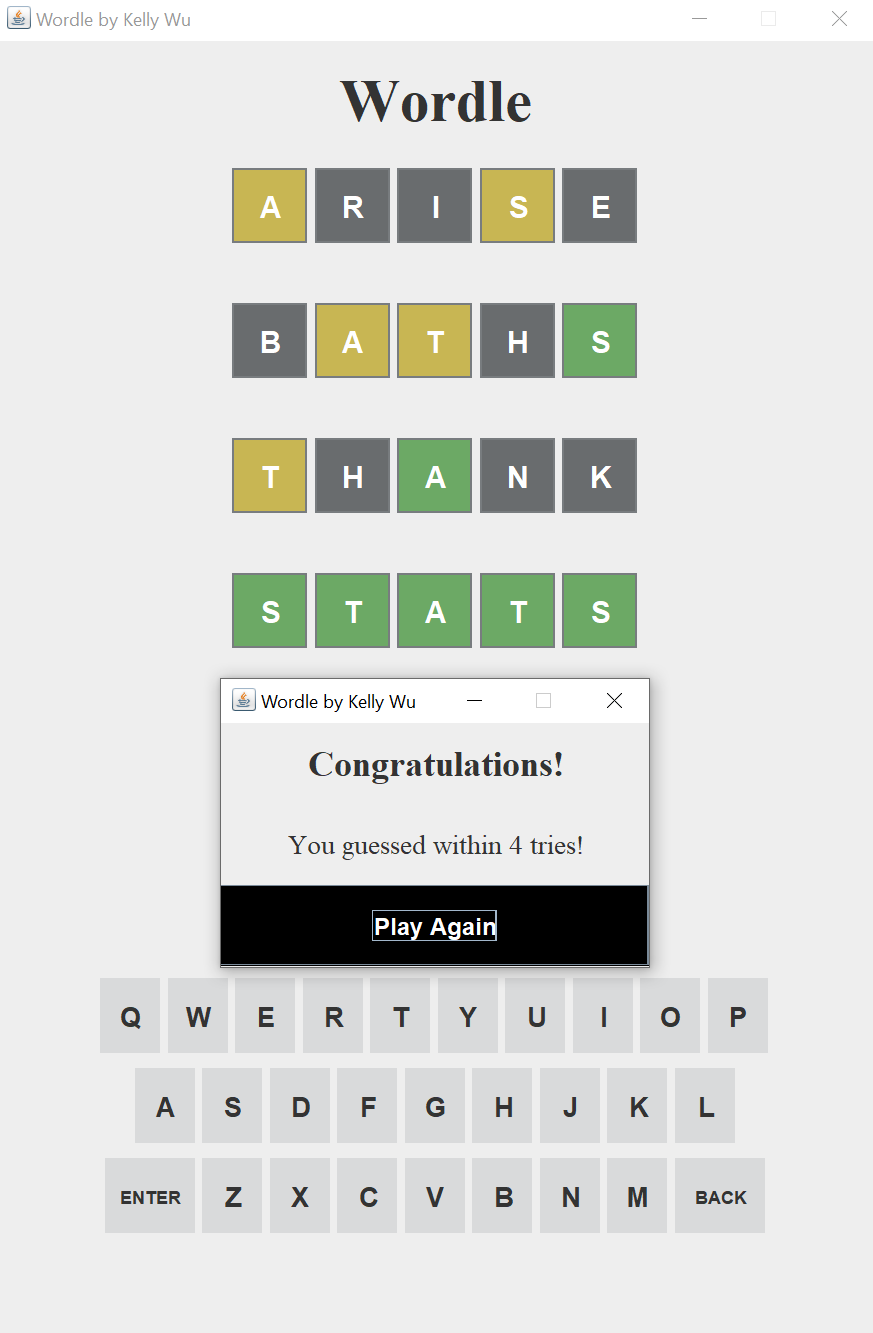 Wordle by Kelly Wu
Wordle
A R I S E
B A T H S
T H A N K
S T A T S
Wordle by Kelly Wu
Congratulations!
You guessed within 4 tries!
Play Again
Q W E R T Y U I O P
A S D F G H J K L
ENTER Z X C V B N M BACK